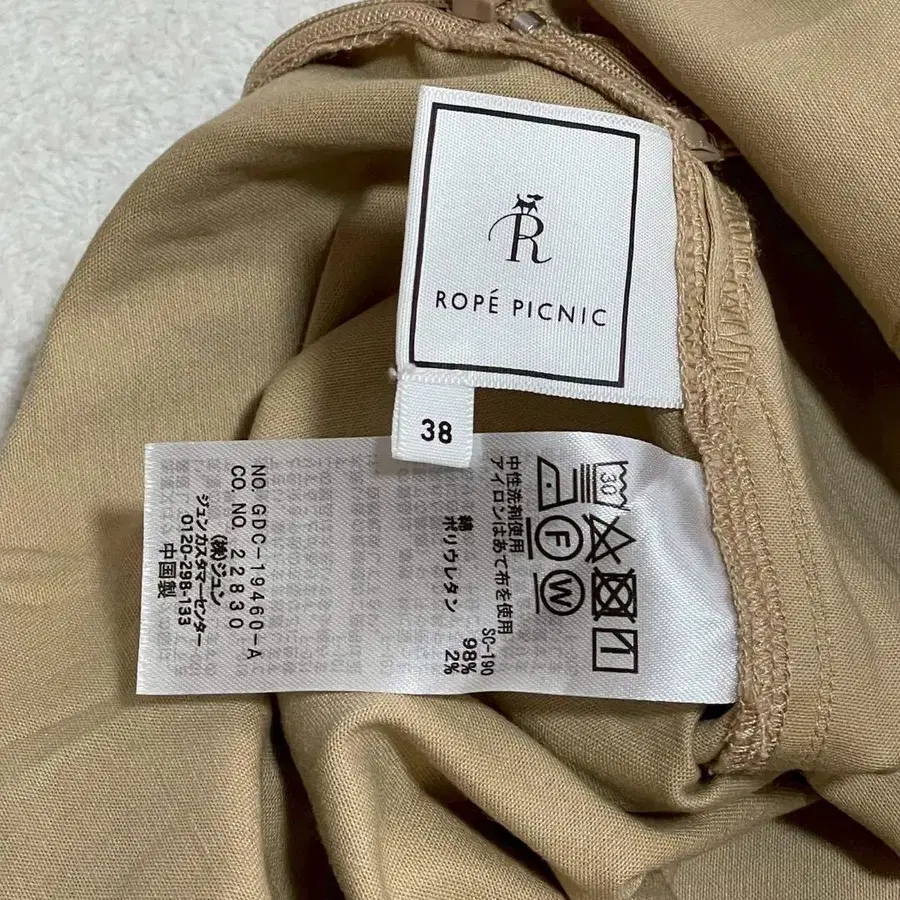 R
ROPÉ PICNIC
38
30
F
W
中性洗剤使用
アイロンはあて布を使用
SC-190
綿 98%
ポリウレタン 2%
NO. GDC-19460-A
CO. NO. 22830
(株)ジュン
ジュンカスタマーセンター
0120-298-133
中国製